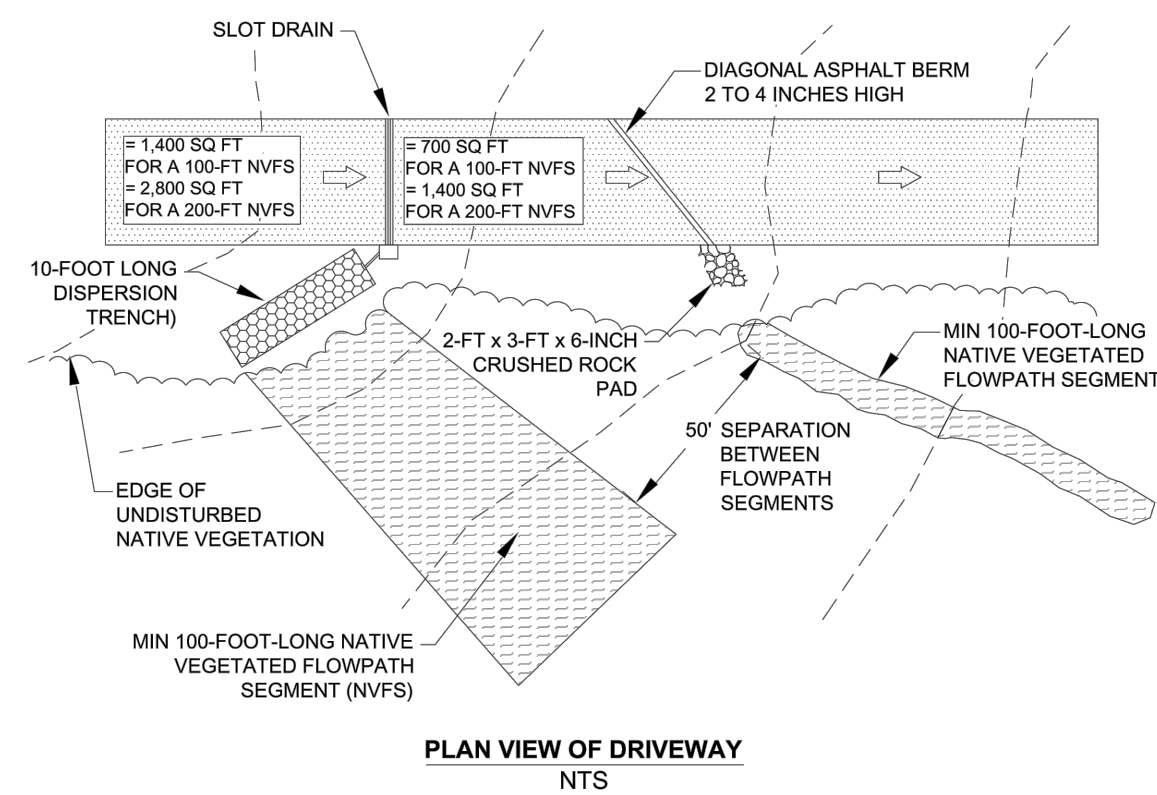 SLOT DRAIN
DIAGONAL ASPHALT BERM
2 TO 4 INCHES HIGH
= 1,400 SQ FT
FOR A 100-FT NVFS
= 2,800 SQ FT
FOR A 200-FT NVFS
= 700 SQ FT
FOR A 100-FT NVFS
= 1,400 SQ FT
FOR A 200-FT NVFS
10-FOOT LONG
DISPERSION
TRENCH)
2-FT x 3-FT x 6-INCH
CRUSHED ROCK
PAD
MIN 100-FOOT-LONG
NATIVE VEGETATED
FLOWPATH SEGMENT
50' SEPARATION
BETWEEN
FLOWPATH
SEGMENTS
EDGE OF
UNDISTURBED
NATIVE VEGETATION
MIN 100-FOOT-LONG NATIVE
VEGETATED FLOWPATH
SEGMENT (NVFS)
PLAN VIEW OF DRIVEWAY
NTS